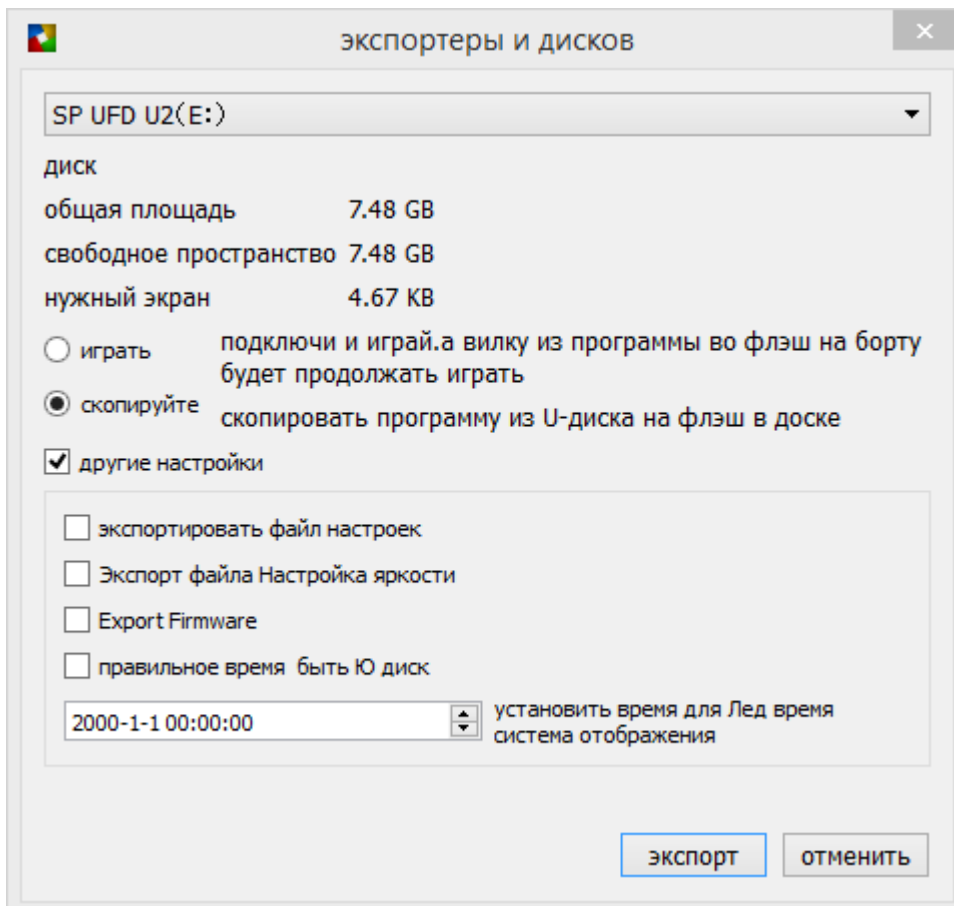 экспортеры и дисков
SP UFD U2(E:)
диск
общая площадь 7.48 GB
свободное пространство 7.48 GB
нужный экран 4.67 KB
играть подключи и играй.а вилку из программы во флэш на борту
будет продолжать играть
скопируйте скопировать программу из U-диска на флэш в доске
другие настройки
экспортировать файл настроек
Экспорт файла Настройка яркости
Export Firmware
правильное время быть Ю диск
2000-1-1 00:00:00 установить время для Лед время
система отображения
экспорт отменить